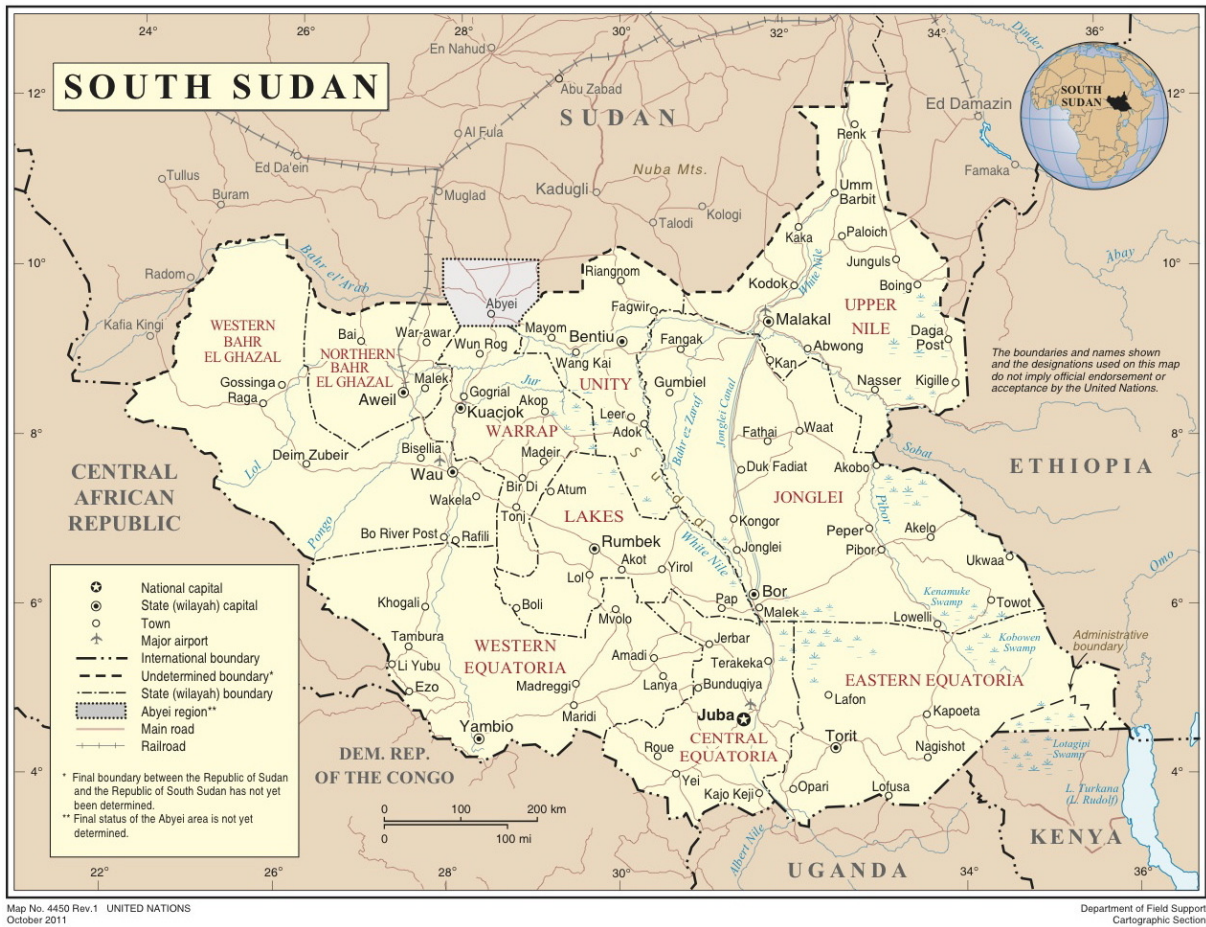 24°
26°
28°
30°
32°
34°
36°
En Nahud
Dinder
SOUTH SUDAN
12°
Abu Zabad
SOUTH
SUDAN
12°
SUDAN
Ed Damazin
Al Fula
Renk
Ed Da'ein
Famaka
Tullus
Nuba Mts.
Buram
Muglad
Kadugli
Umm
Barbit
Kologi
Talodi
Kaka
Paloich
Bahr el'Arab
Abay
10°
Radom
Riangnom
Junguls
10°
White Nile
Kodok
Boing
Abyei
Fagwir
UPPER
NILE
Malakal
Kafia Kingi
WESTERN
BAHR
EL GHAZAL
Bai
War-awar
Mayom
Bentiu
Fangak
Daga
Post
Wun Rog
Abwong
NORTHERN
BAHR
EL GHAZAL
Wang Kai
Kan
The boundaries and names shown
and the designations used on this map
do not imply official endorsement or
acceptance by the United Nations.
Gossinga
Malek
Jur
UNITY
Gumbiel
Nasser
Kigille
Raga
Aweil
Gogrial
Akop
Kuacjok
Leer
Bahr ez Zaraf
Jonglei Canal
8°
WARRAP
Adok
Fathai
Waat
8°
Deim Zubeir
Bisellia
Madeir
Sudd
Sobat
CENTRAL
AFRICAN
REPUBLIC
Lol
Wau
Duk Fadiat
Akobo
ETHIOPIA
Bir Di
Atum
Wakela
JONGLEI
Pibor
Tonj
LAKES
Kongor
Pongo
Bo River Post
Rafili
Peper
Akelo
Rumbek
White Nile
Jonglei
Pibor
Ukwaa
Omo
Akot
Yirol
Lol
National capital
State (wilayah) capital
Town
Major airport
International boundary
Undetermined boundary*
State (wilayah) boundary
Abyei region**
Main road
Railroad
* Final boundary between the Republic of Sudan
and the Republic of South Sudan has not yet
been determined.
** Final status of the Abyei area is not yet
determined.
6°
Khogali
Boli
Pap
Bor
Malek
Kenamuke
Swamp
Towot
6°
Mvolo
Lowelli
Tambura
WESTERN
EQUATORIA
Jerbar
Kobowen
Swamp
Administrative
boundary
Li Yubu
Amadi
Terakeka
Ezo
Madreggi
Lanya
Bunduqiya
EASTERN EQUATORIA
Lafon
Maridi
Juba
Kapoeta
Yambio
CENTRAL
EQUATORIA
Torit
DEM. REP.
OF THE CONGO
Roue
Nagishot
Lotagipi
Swamp
4°
Yei
4°
Kajo Keji
Opari
Lofusa
L. Turkana
(L. Rudolf)
0 100 200 km
0 100 mi
Albert Nile
KENYA
UGANDA
22°
24°
26°
28°
30°
34°
36°
Map No. 4450 Rev.1 UNITED NATIONS
October 2011
Department of Field Support
Cartographic Section